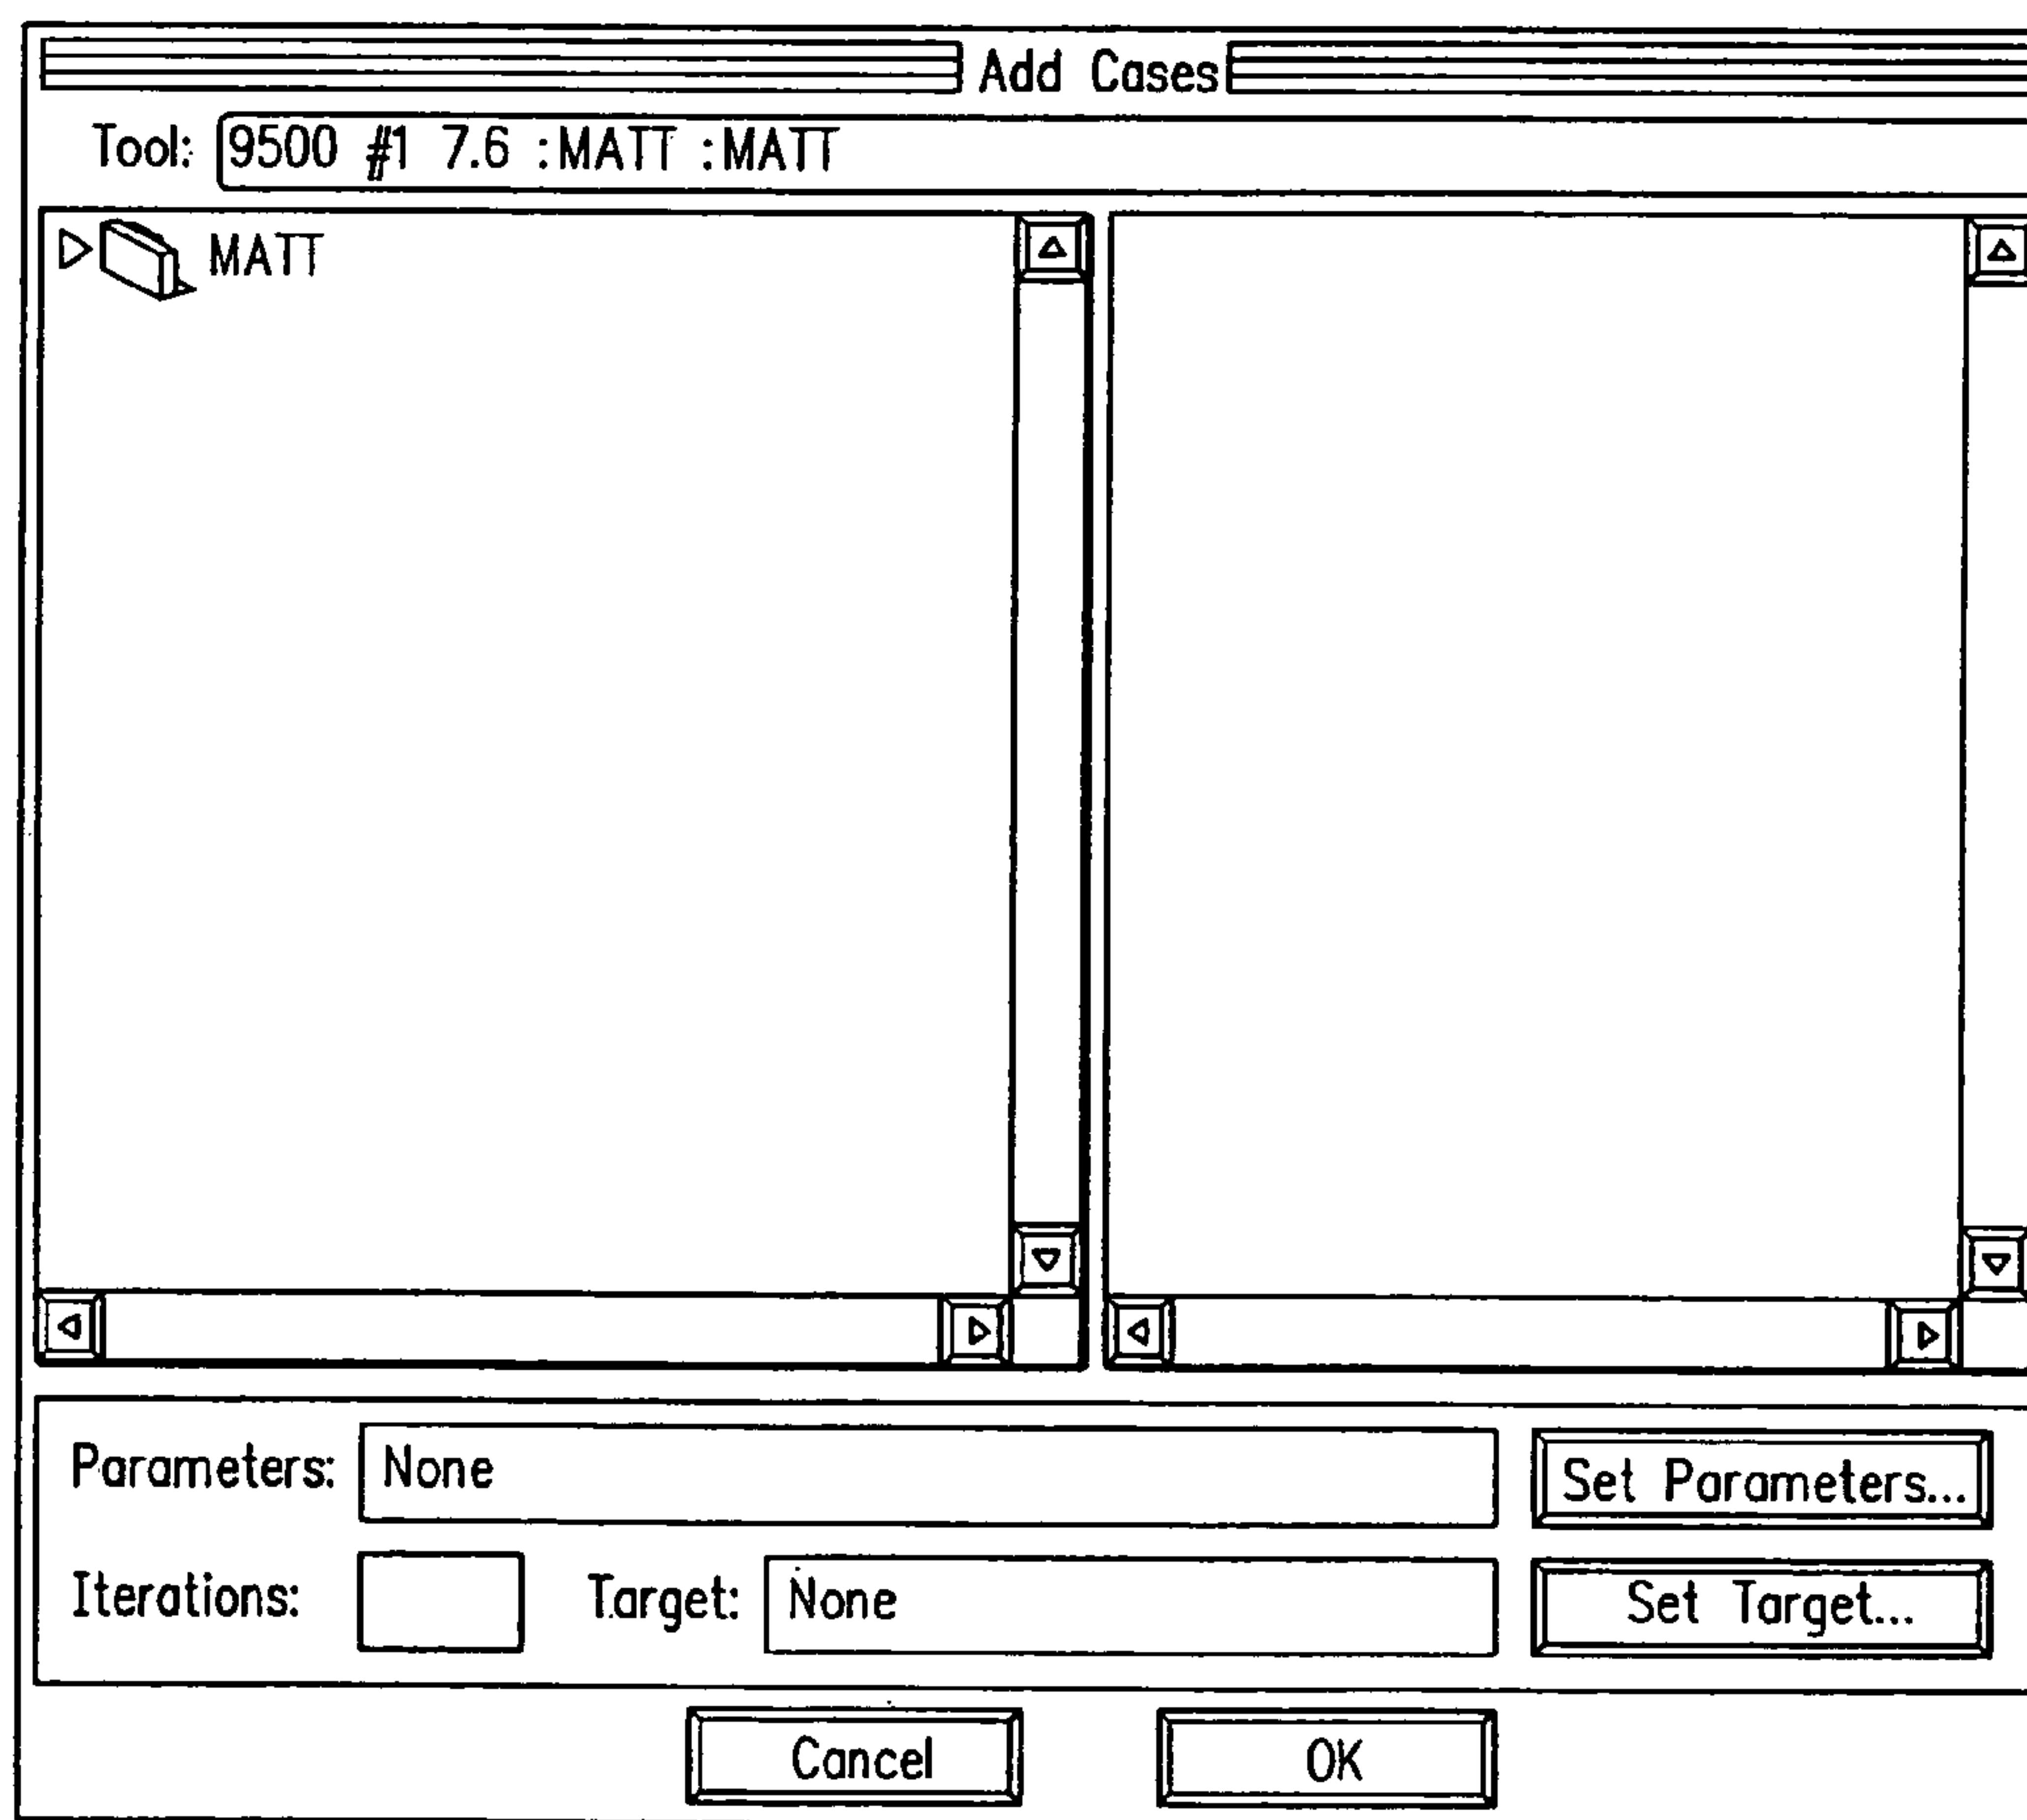 Add Cases
Tool: 9500 #1 7.6 :MATT :MATT
MATT
Parameters: None Set Parameters...
Iterations: Target: None Set Target...
Cancel OK